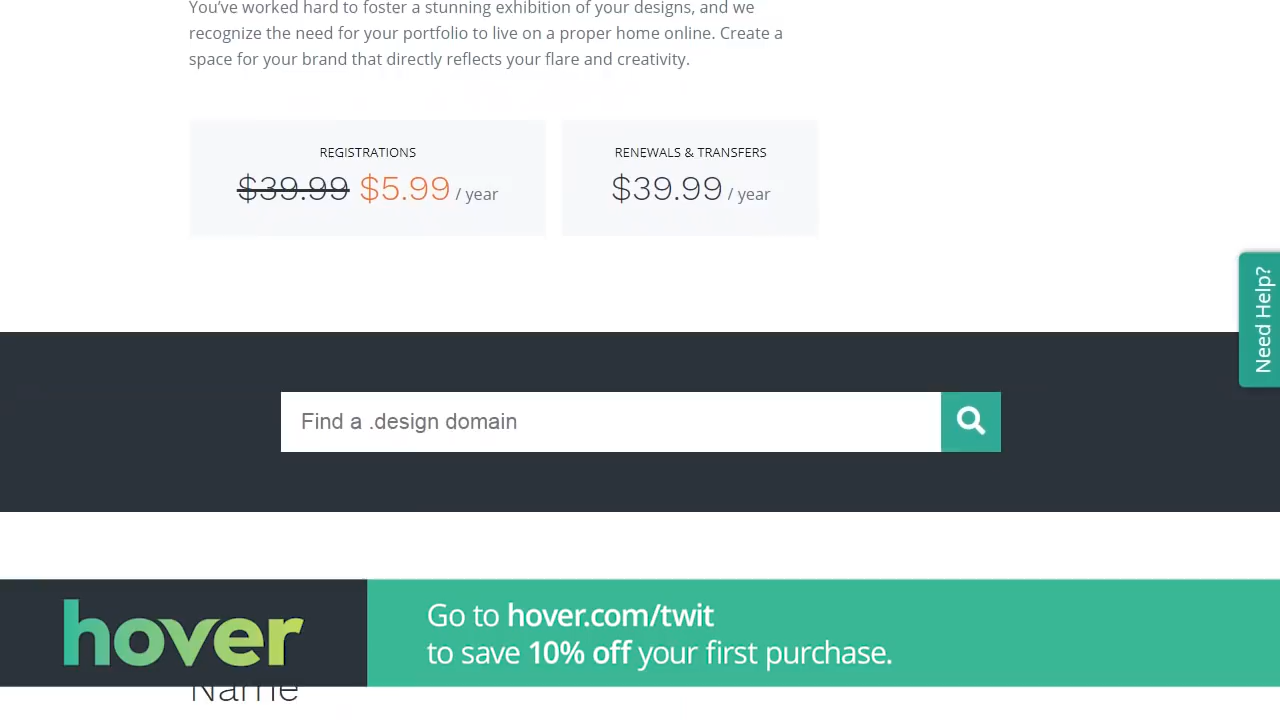 You’ve worked hard to foster a stunning exhibition of your designs, and we
recognize the need for your portfolio to live on a proper home online. Create a
space for your brand that directly reflects your flare and creativity.
REGISTRATIONS
$39.99 $5.99 / year
RENEWALS & TRANSFERS
$39.99 / year
Need Help?
Find a .design domain
hover
Go to hover.com/twit
to save 10% off your first purchase.
Name